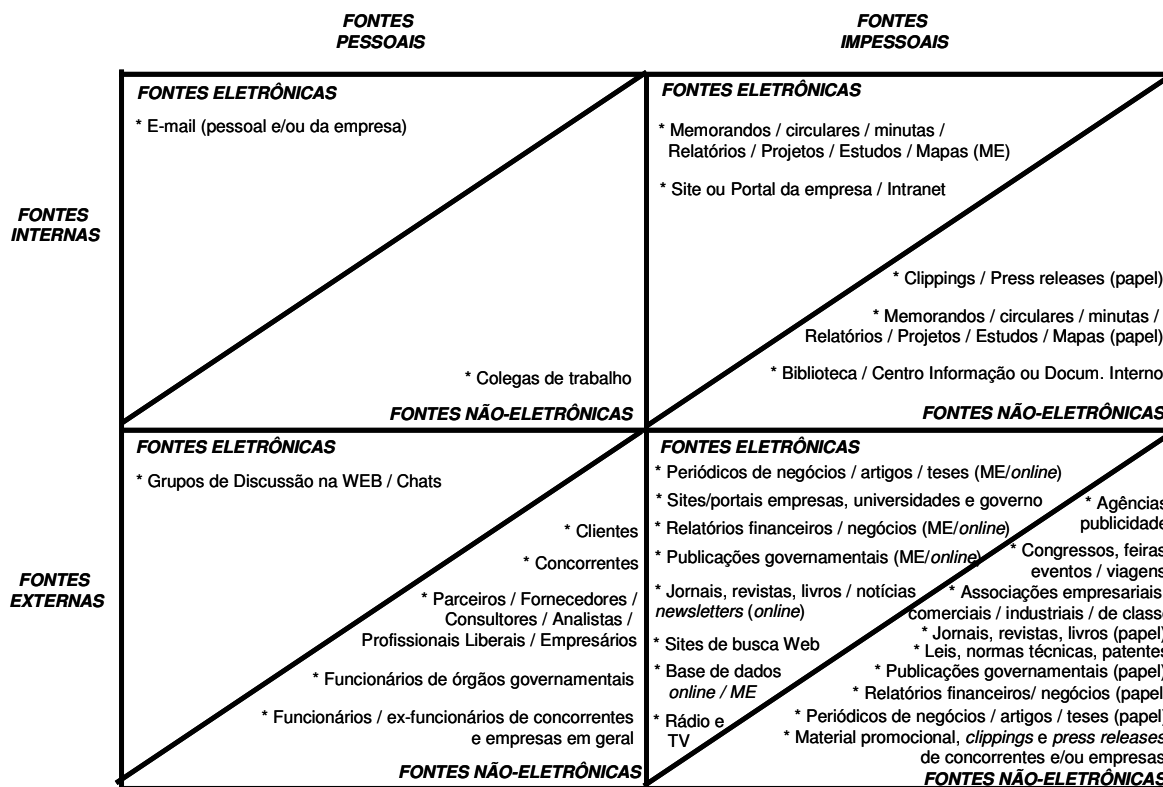 FONTES
PESSOAIS
FONTES
IMPESSOAIS
FONTES
INTERNAS
FONTES ELETRÔNICAS
* E-mail (pessoal e/ou da empresa)
* Colegas de trabalho
FONTES NÃO-ELETRÔNICAS
FONTES ELETRÔNICAS
* Memorandos / circulares / minutas /
Relatórios / Projetos / Estudos / Mapas (ME)
* Site ou Portal da empresa / Intranet
* Clippings / Press releases (papel)
* Memorandos / circulares / minutas /
Relatórios / Projetos / Estudos / Mapas (papel)
* Biblioteca / Centro Informação ou Docum. Interno
FONTES NÃO-ELETRÔNICAS
FONTES
EXTERNAS
FONTES ELETRÔNICAS
* Grupos de Discussão na WEB / Chats
* Clientes
* Concorrentes
* Parceiros / Fornecedores /
Consultores / Analistas /
Profissionais Liberais / Empresários
* Funcionários de órgãos governamentais
* Funcionários / ex-funcionários de concorrentes
e empresas em geral
FONTES NÃO-ELETRÔNICAS
FONTES ELETRÔNICAS
* Periódicos de negócios / artigos / teses (ME/online)
* Sites/portais empresas, universidades e governo
* Relatórios financeiros / negócios (ME/online)
* Publicações governamentais (ME/online)
* Jornais, revistas, livros / notícias
newsletters (online)
* Sites de busca Web
* Base de dados
online / ME
* Rádio e
TV
* Agências
publicidade
* Congressos, feiras
eventos / viagens
* Associações empresariais
comerciais / industriais / de classe
* Jornais, revistas, livros (papel)
* Leis, normas técnicas, patentes
* Publicações governamentais (papel)
* Relatórios financeiros/ negócios (papel
* Periódicos de negócios / artigos / teses (papel)
* Material promocional, clippings e press releases
de concorrentes e/ou empresas
FONTES NÃO-ELETRÔNICAS